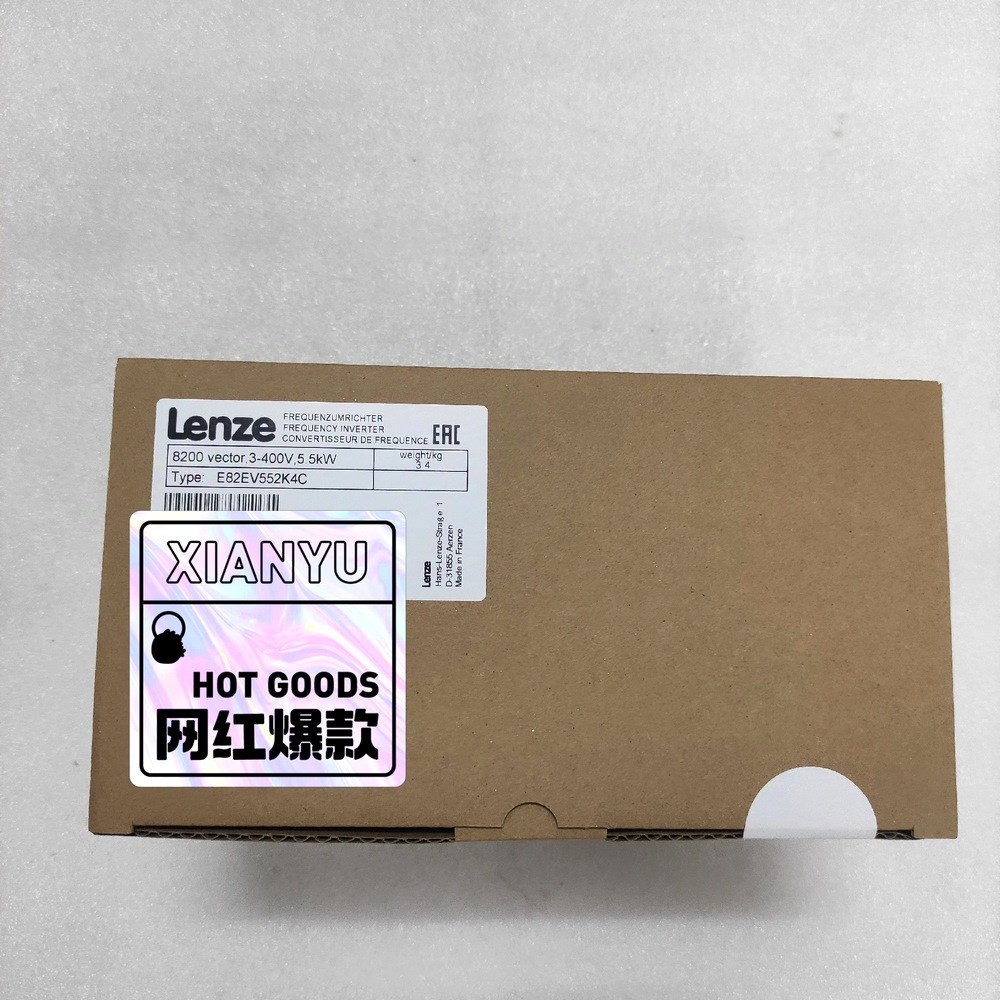 Lenze
FREQUENZUMRICHTER
FREQUENCY INVERTER
CONVERTISSEUR DE FREQUENCE
EAC
8200 vector,3-400V,5.5kW
weight/kg
3.4
Type: E82EV552K4C
Lenze
Hans-Lenze-Straße 1
D-31855 Aerzen
Made in France
XIANYU
HOT GOODS
网红爆款